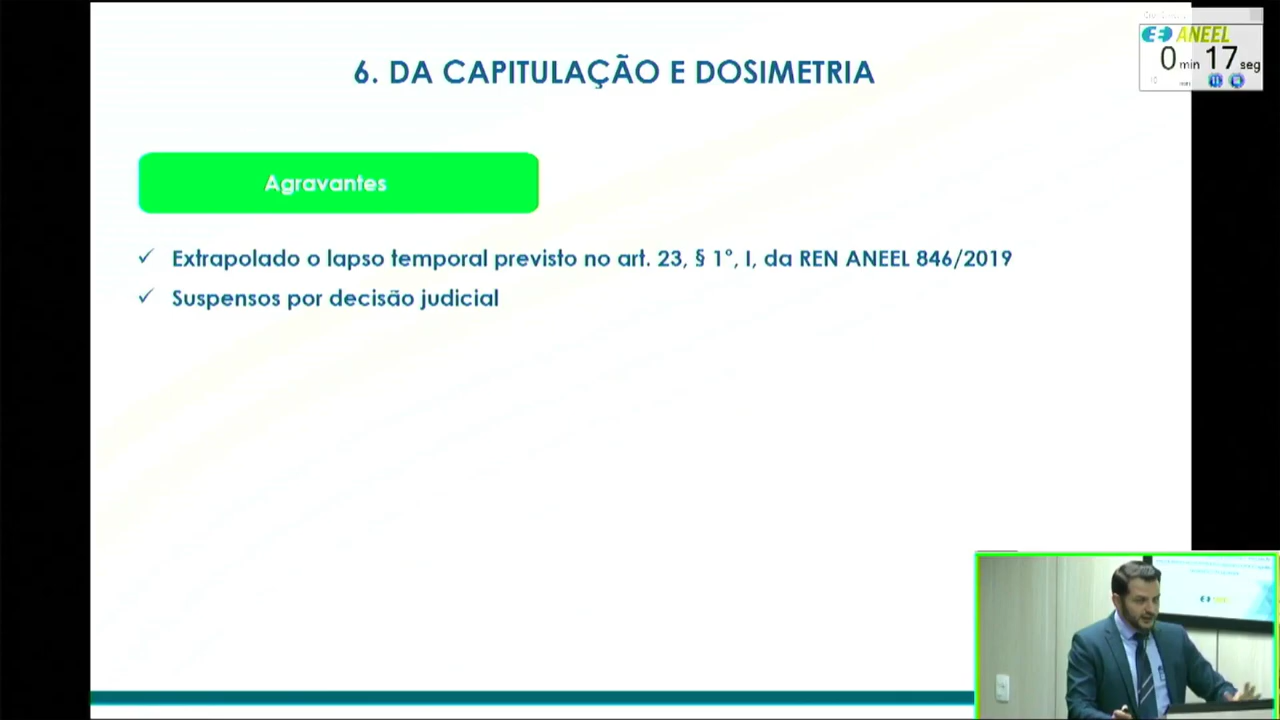 6. DA CAPITULAÇÃO E DOSIMETRIA
ANEEL
0 min 17 seg
Agravantes
✓ Extrapolado o lapso temporal previsto no art. 23, § 1º, I, da REN ANEEL 846/2019
✓ Suspensos por decisão judicial